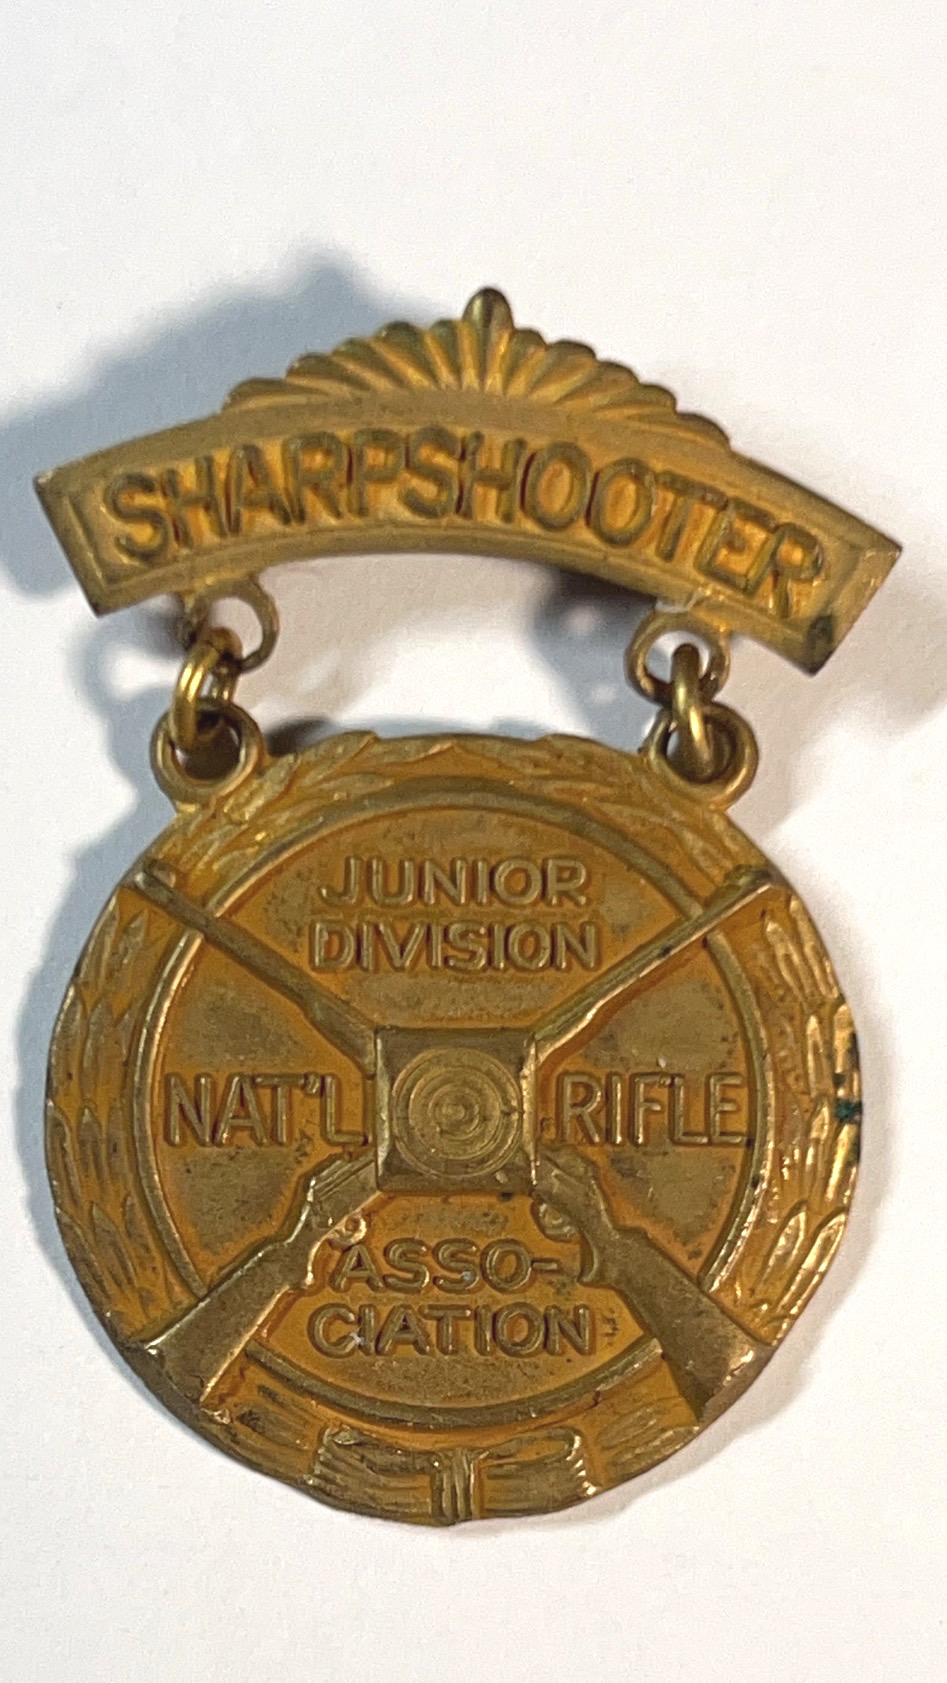 SHARPSHOOTER
JUNIOR
DIVISION
NAT'L RIFLE
ASSO-
CIATION